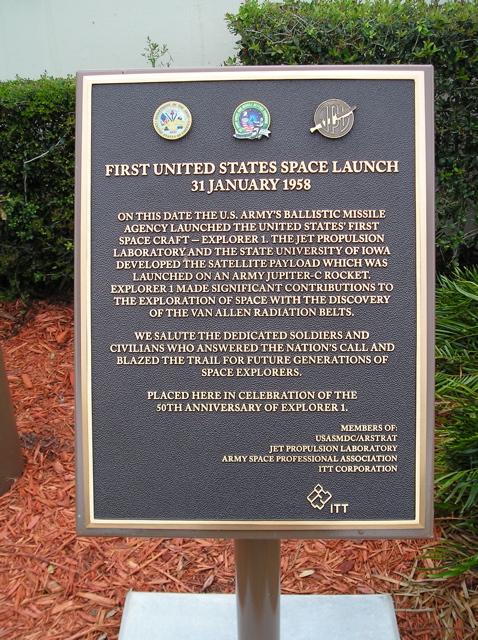 FIRST UNITED STATES SPACE LAUNCH
31 JANUARY 1958
ON THIS DATE THE U.S. ARMY'S BALLISTIC MISSILE
AGENCY LAUNCHED THE UNITED STATES' FIRST
SPACE CRAFT – EXPLORER 1. THE JET PROPULSION
LABORATORY AND THE STATE UNIVERSITY OF IOWA
DEVELOPED THE SATELLITE PAYLOAD WHICH WAS
LAUNCHED ON AN ARMY JUPITER-C ROCKET.
EXPLORER 1 MADE SIGNIFICANT CONTRIBUTIONS TO
THE EXPLORATION OF SPACE WITH THE DISCOVERY
OF THE VAN ALLEN RADIATION BELTS.
WE SALUTE THE DEDICATED SOLDIERS AND
CIVILIANS WHO ANSWERED THE NATION'S CALL AND
BLAZED THE TRAIL FOR FUTURE GENERATIONS OF
SPACE EXPLORERS.
PLACED HERE IN CELEBRATION OF THE
50TH ANNIVERSARY OF EXPLORER 1.
MEMBERS OF:
USASMDC/ARSTRAT
JET PROPULSION LABORATORY
ARMY SPACE PROFESSIONAL ASSOCIATION
ITT CORPORATION
ITT